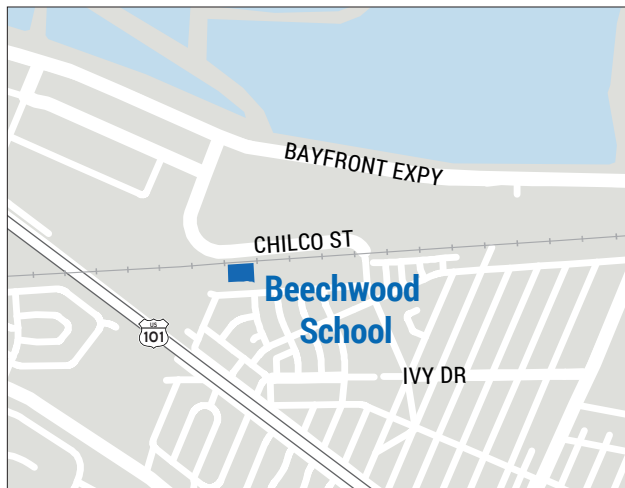 BAYFRONT EXPY
CHILCO ST
Beechwood
School
US
101
IVY DR